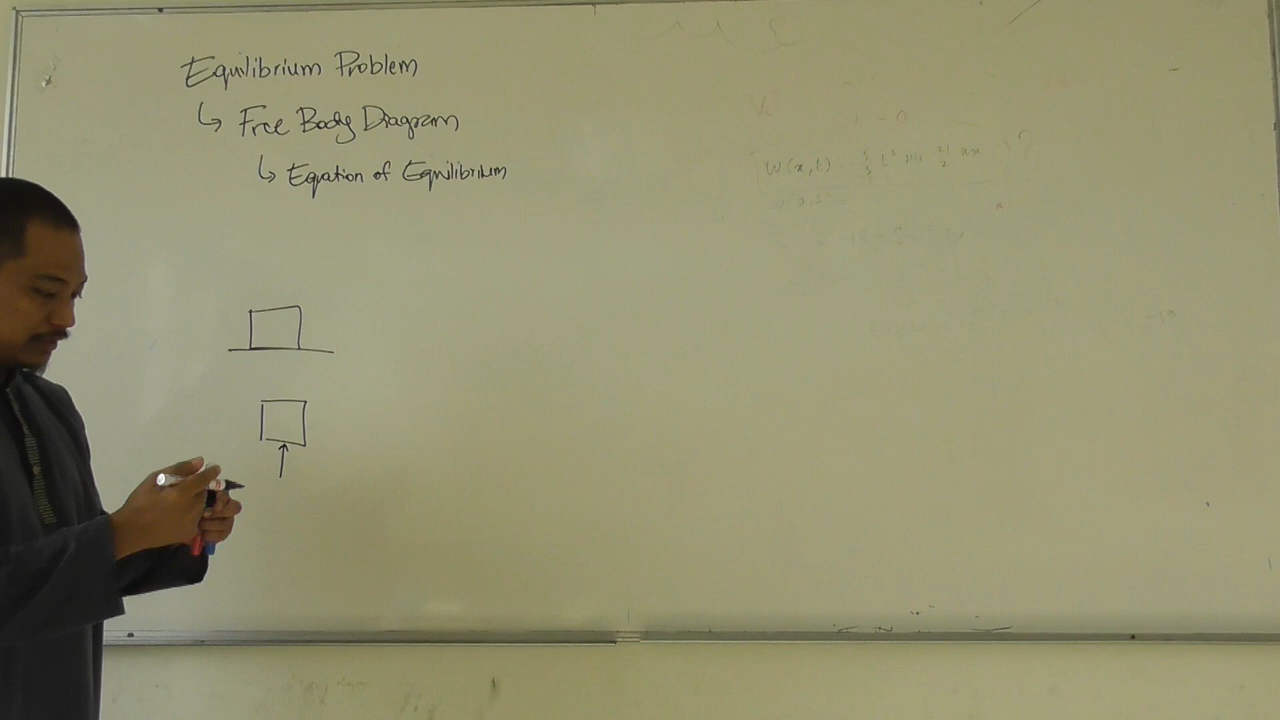 Equilibrium Problem
↳ Free Body Diagram
↳ Equation of Equilibrium
W(x,t)